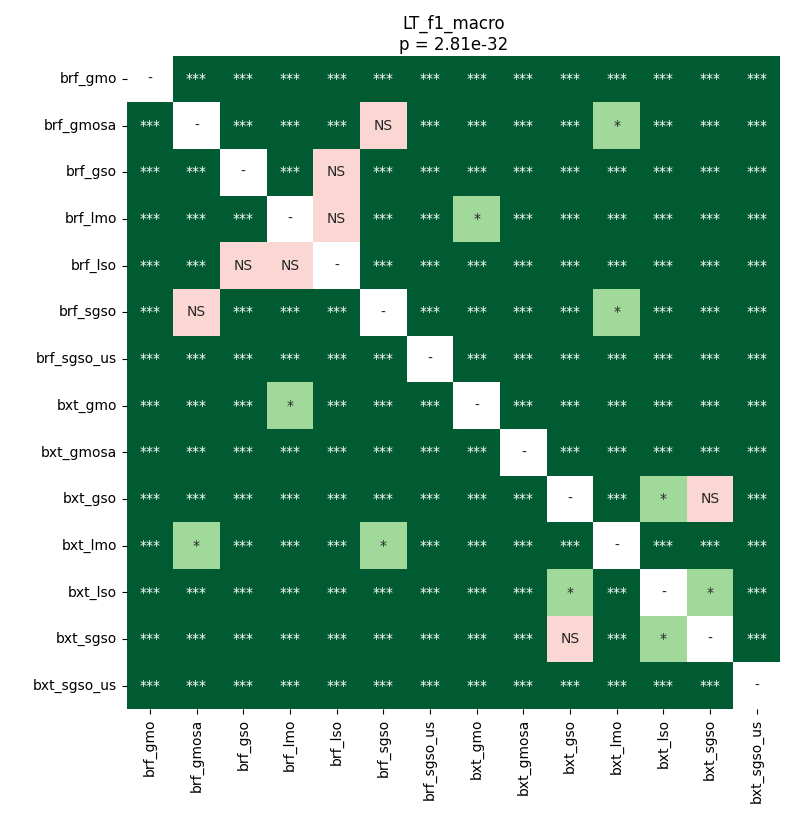 LT_f1_macro
p = 2.81e-32
brf_gmo - *** *** *** *** *** *** *** *** *** *** *** *** ***
brf_gmosa *** - *** *** *** NS *** *** *** *** * *** *** ***
brf_gso *** *** - *** NS *** *** *** *** *** *** *** *** ***
brf_lmo *** *** *** - NS *** *** * *** *** *** *** *** ***
brf_lso *** *** NS NS - *** *** *** *** *** *** *** *** ***
brf_sgso *** NS *** *** *** - *** *** *** *** * *** *** ***
brf_sgso_us *** *** *** *** *** *** - *** *** *** *** *** *** ***
bxt_gmo *** *** *** * *** *** *** - *** *** *** *** *** ***
bxt_gmosa *** *** *** *** *** *** *** *** - *** *** *** *** ***
bxt_gso *** *** *** *** *** *** *** *** *** - *** * NS ***
bxt_lmo *** * *** *** *** * *** *** *** *** - *** *** ***
bxt_lso *** *** *** *** *** *** *** *** *** * *** - * ***
bxt_sgso *** *** *** *** *** *** *** *** *** NS *** * - ***
bxt_sgso_us *** *** *** *** *** *** *** *** *** *** *** *** *** -
brf_gmo
brf_gmosa
brf_gso
brf_lmo
brf_lso
brf_sgso
brf_sgso_us
bxt_gmo
bxt_gmosa
bxt_gso
bxt_lmo
bxt_lso
bxt_sgso
bxt_sgso_us